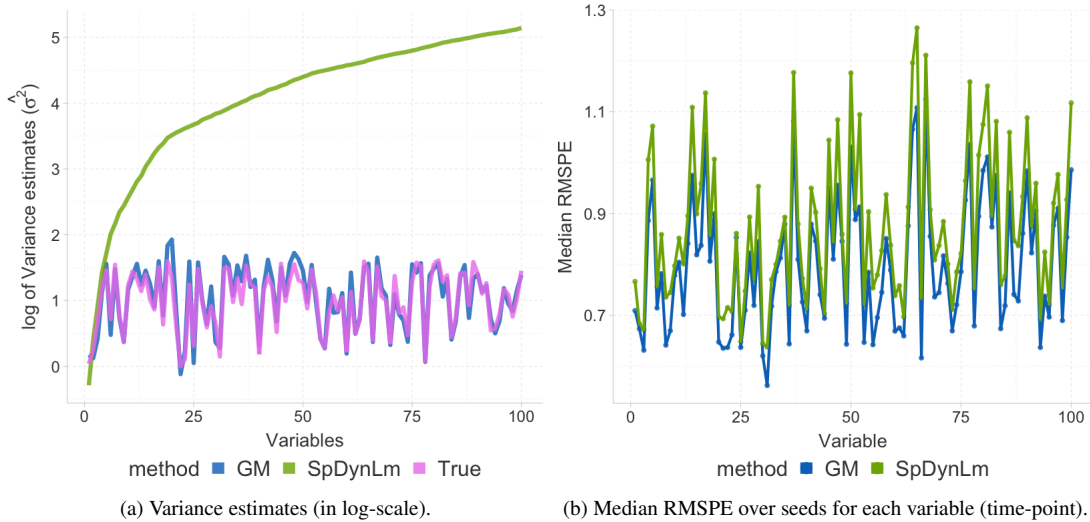 log of Variance estimates (σ̂²)
5
4
3
2
1
0
0
25
50
75
100
Variables
method GM SpDynLm True
(a) Variance estimates (in log-scale).
Median RMSPE
1.3
1.1
0.9
0.7
0
25
50
75
100
Variable
method GM SpDynLm
(b) Median RMSPE over seeds for each variable (time-point).